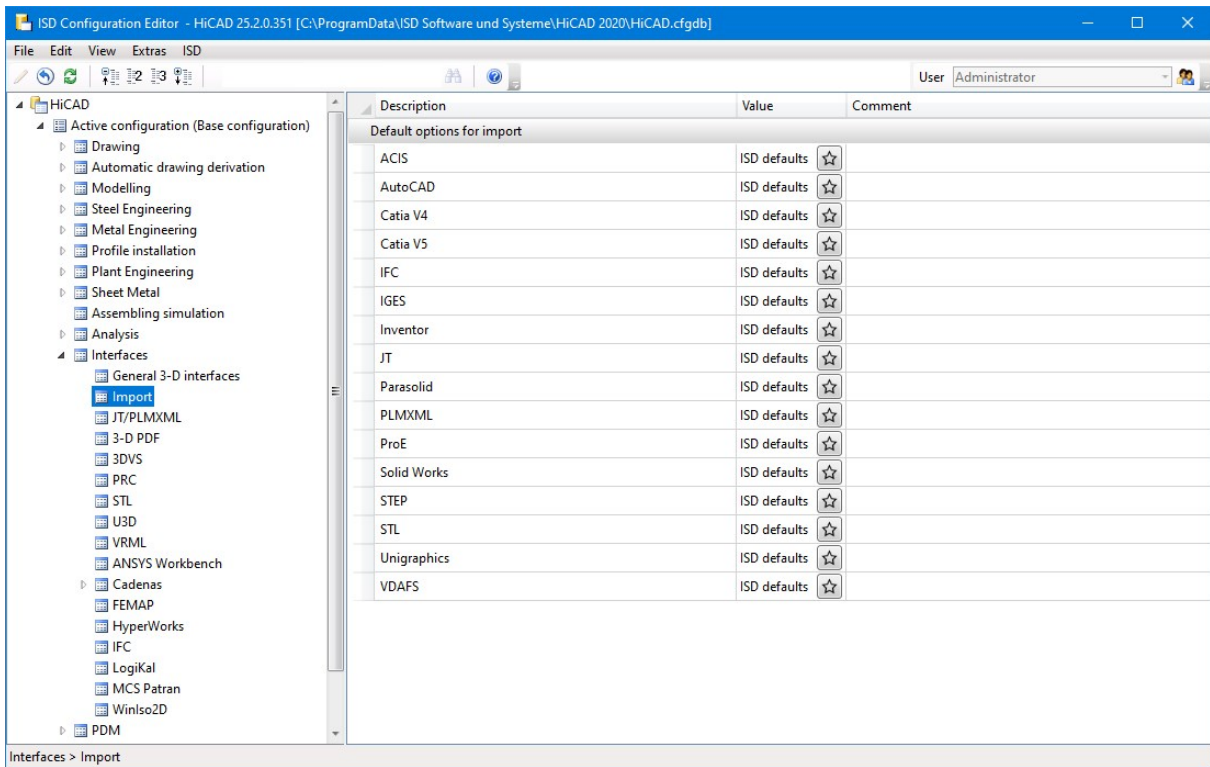 ISD Configuration Editor - HiCAD 25.2.0.351 [C:\ProgramData\ISD Software und Systeme\HiCAD 2020\HiCAD.cfgdb]
File Edit View Extras ISD
2 3 User Administrator
HiCAD
Active configuration (Base configuration)
Drawing
Automatic drawing derivation
Modelling
Steel Engineering
Metal Engineering
Profile installation
Plant Engineering
Sheet Metal
Assembling simulation
Analysis
Interfaces
General 3-D interfaces
Import
JT/PLMXML
3-D PDF
3DVS
PRC
STL
U3D
VRML
ANSYS Workbench
Cadenas
FEMAP
HyperWorks
IFC
LogiKal
MCS Patran
WinIso2D
PDM
Description Value Comment
Default options for import
ACIS ISD defaults
AutoCAD ISD defaults
Catia V4 ISD defaults
Catia V5 ISD defaults
IFC ISD defaults
IGES ISD defaults
Inventor ISD defaults
JT ISD defaults
Parasolid ISD defaults
PLMXML ISD defaults
ProE ISD defaults
Solid Works ISD defaults
STEP ISD defaults
STL ISD defaults
Unigraphics ISD defaults
VDAFS ISD defaults
Interfaces > Import